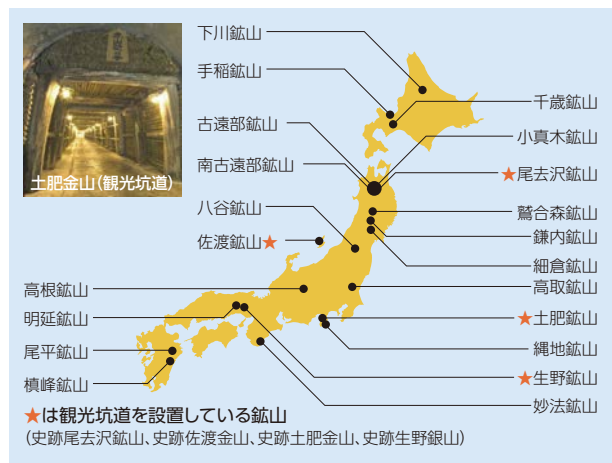 下川鉱山
手稲鉱山
千歳鉱山
古遠部鉱山
小真木鉱山
南古遠部鉱山
★尾去沢鉱山
土肥金山(観光坑道)
八谷鉱山
鷲合森鉱山
佐渡鉱山★
鎌内鉱山
細倉鉱山
高根鉱山
高取鉱山
明延鉱山
★土肥鉱山
尾平鉱山
縄地鉱山
槙峰鉱山
★生野鉱山
妙法鉱山
★は観光坑道を設置している鉱山
(史跡尾去沢鉱山、史跡佐渡金山、史跡土肥金山、史跡生野銀山)